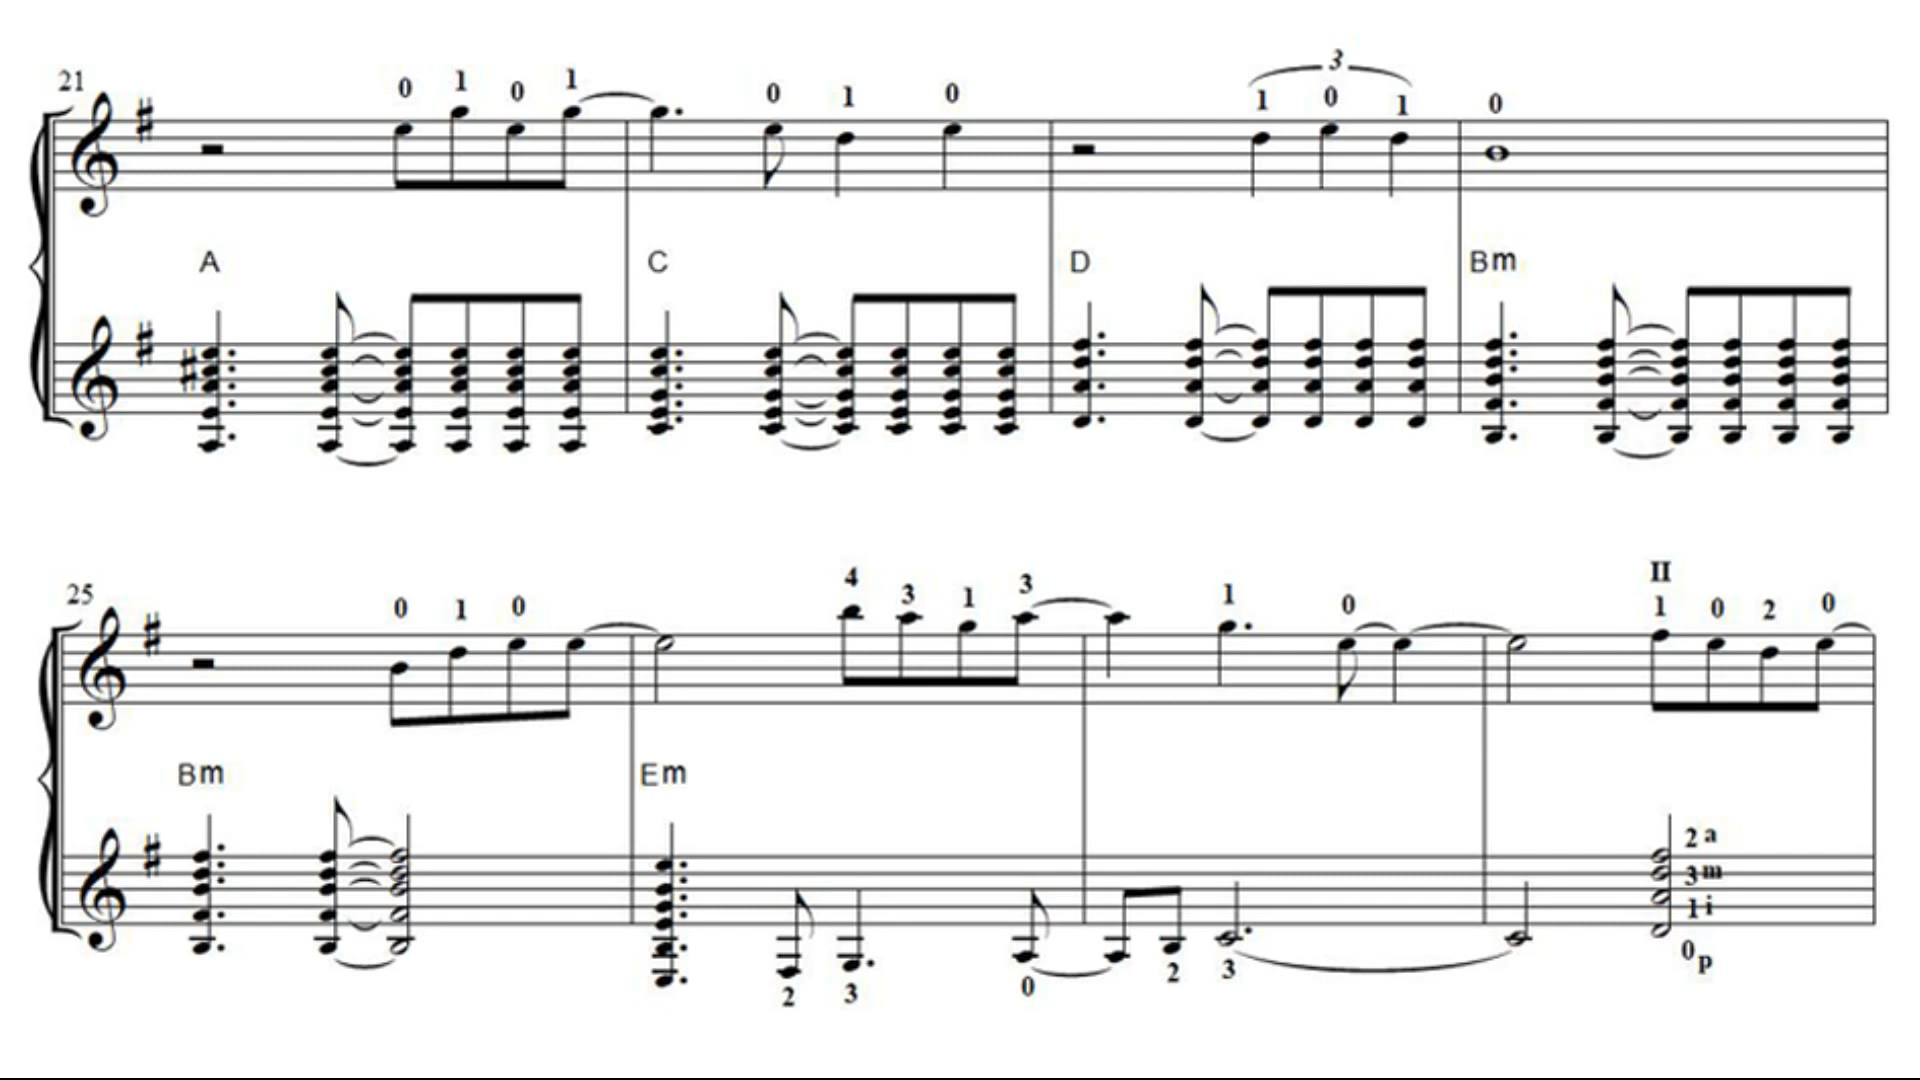 3
21 0 1 0 1 0 1 0 1 0 1 0
A C D Bm
II
4
25 0 1 0 3 1 3 1 0 1 0 2 0
Bm Em
2 a
3 m
1 i
2 3 0 2 3 0 p